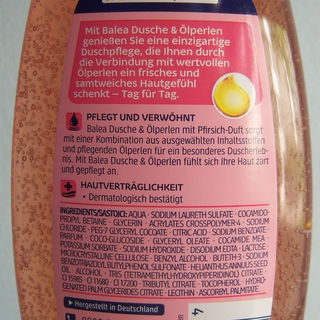 Mit Balea Dusche & Ölperlen
genießen Sie eine einzigartige
Duschpflege, die Ihnen durch
die Verbindung mit wertvollen
Ölperlen ein frisches und
samtweiches Hautgefühl
schenkt – Tag für Tag.
PFLEGT UND VERWÖHNT
Balea Dusche & Ölperlen mit Pfirsich-Duft sorgt
mit einer Kombination aus ausgewählten Inhaltsstoffen
und pflegenden Ölperlen für ein besonderes Duscherleb-
nis. Mit Balea Dusche & Ölperlen fühlt sich Ihre Haut zart
und gepflegt an.
HAUTVERTRÄGLICHKEIT
• Dermatologisch bestätigt
INGREDIENTS/SASTOJCI: AQUA · SODIUM LAURETH SULFATE · COCAMIDO-
PROPYL BETAINE · GLYCERIN · ACRYLATES CROSSPOLYMER-4 · SODIUM
CHLORIDE · PEG-7 GLYCERYL COCOATE · CITRIC ACID · SODIUM BENZOATE ·
PARFUM · COCO-GLUCOSIDE · GLYCERYL OLEATE · COCAMIDE MEA ·
POTASSIUM SORBATE · SODIUM HYDROXIDE · DISODIUM EDTA · LACTOSE ·
MICROCRYSTALLINE CELLULOSE · BENZYL ALCOHOL · BUTETH-3 · SODIUM
BENZOTRIAZOLYL BUTYLPHENOL SULFONATE · HELIANTHUS ANNUUS SEED
OIL · ALCOHOL · TRIS (TETRAMETHYLHYDROXYPIPERIDINOL) CITRATE ·
CI 15985 · CI 11680 · CI 17200 · TRIBUTYL CITRATE · TOCOPHEROL · HYDRO-
GENATED PALM GLYCERIDES CITRATE · LECITHIN · ASCORBYL PALMITATE.
Hergestellt in Deutschland
4